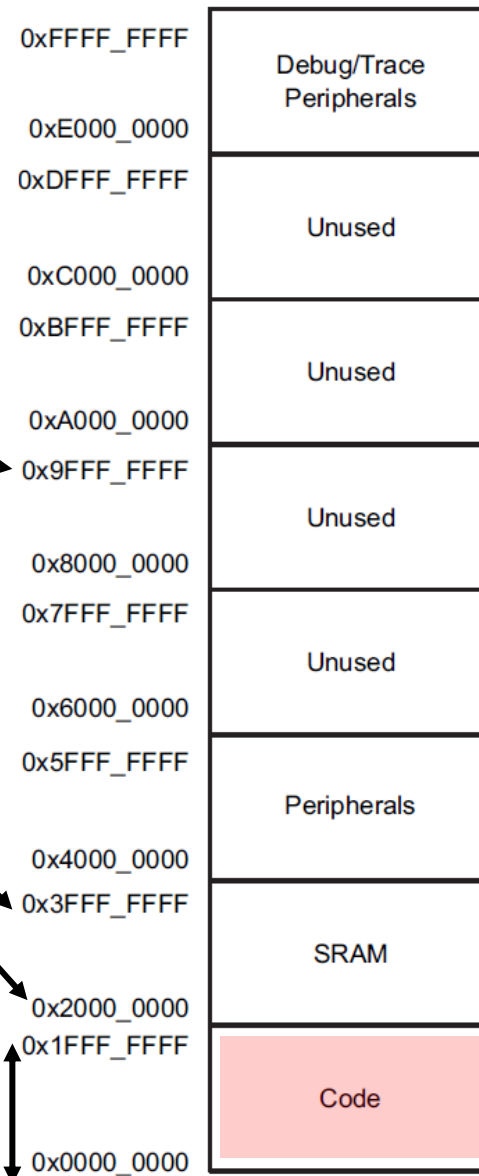 0xFFFF_FFFF
Debug/Trace
Peripherals
0xE000_0000
0xDFFF_FFFF
Unused
0xC000_0000
0xBFFF_FFFF
Unused
0xA000_0000
0x9FFF_FFFF
Unused
0x8000_0000
0x7FFF_FFFF
Unused
0x6000_0000
0x5FFF_FFFF
Peripherals
0x4000_0000
0x3FFF_FFFF
SRAM
0x2000_0000
0x1FFF_FFFF
Code
0x0000_0000